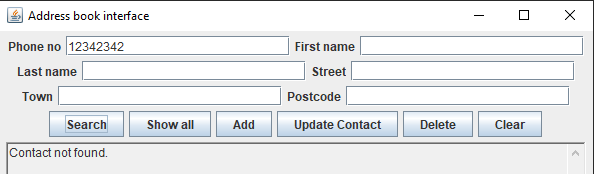 Address book interface
Phone no 12342342 First name
Last name Street
Town Postcode
Search Show all Add Update Contact Delete Clear
Contact not found.